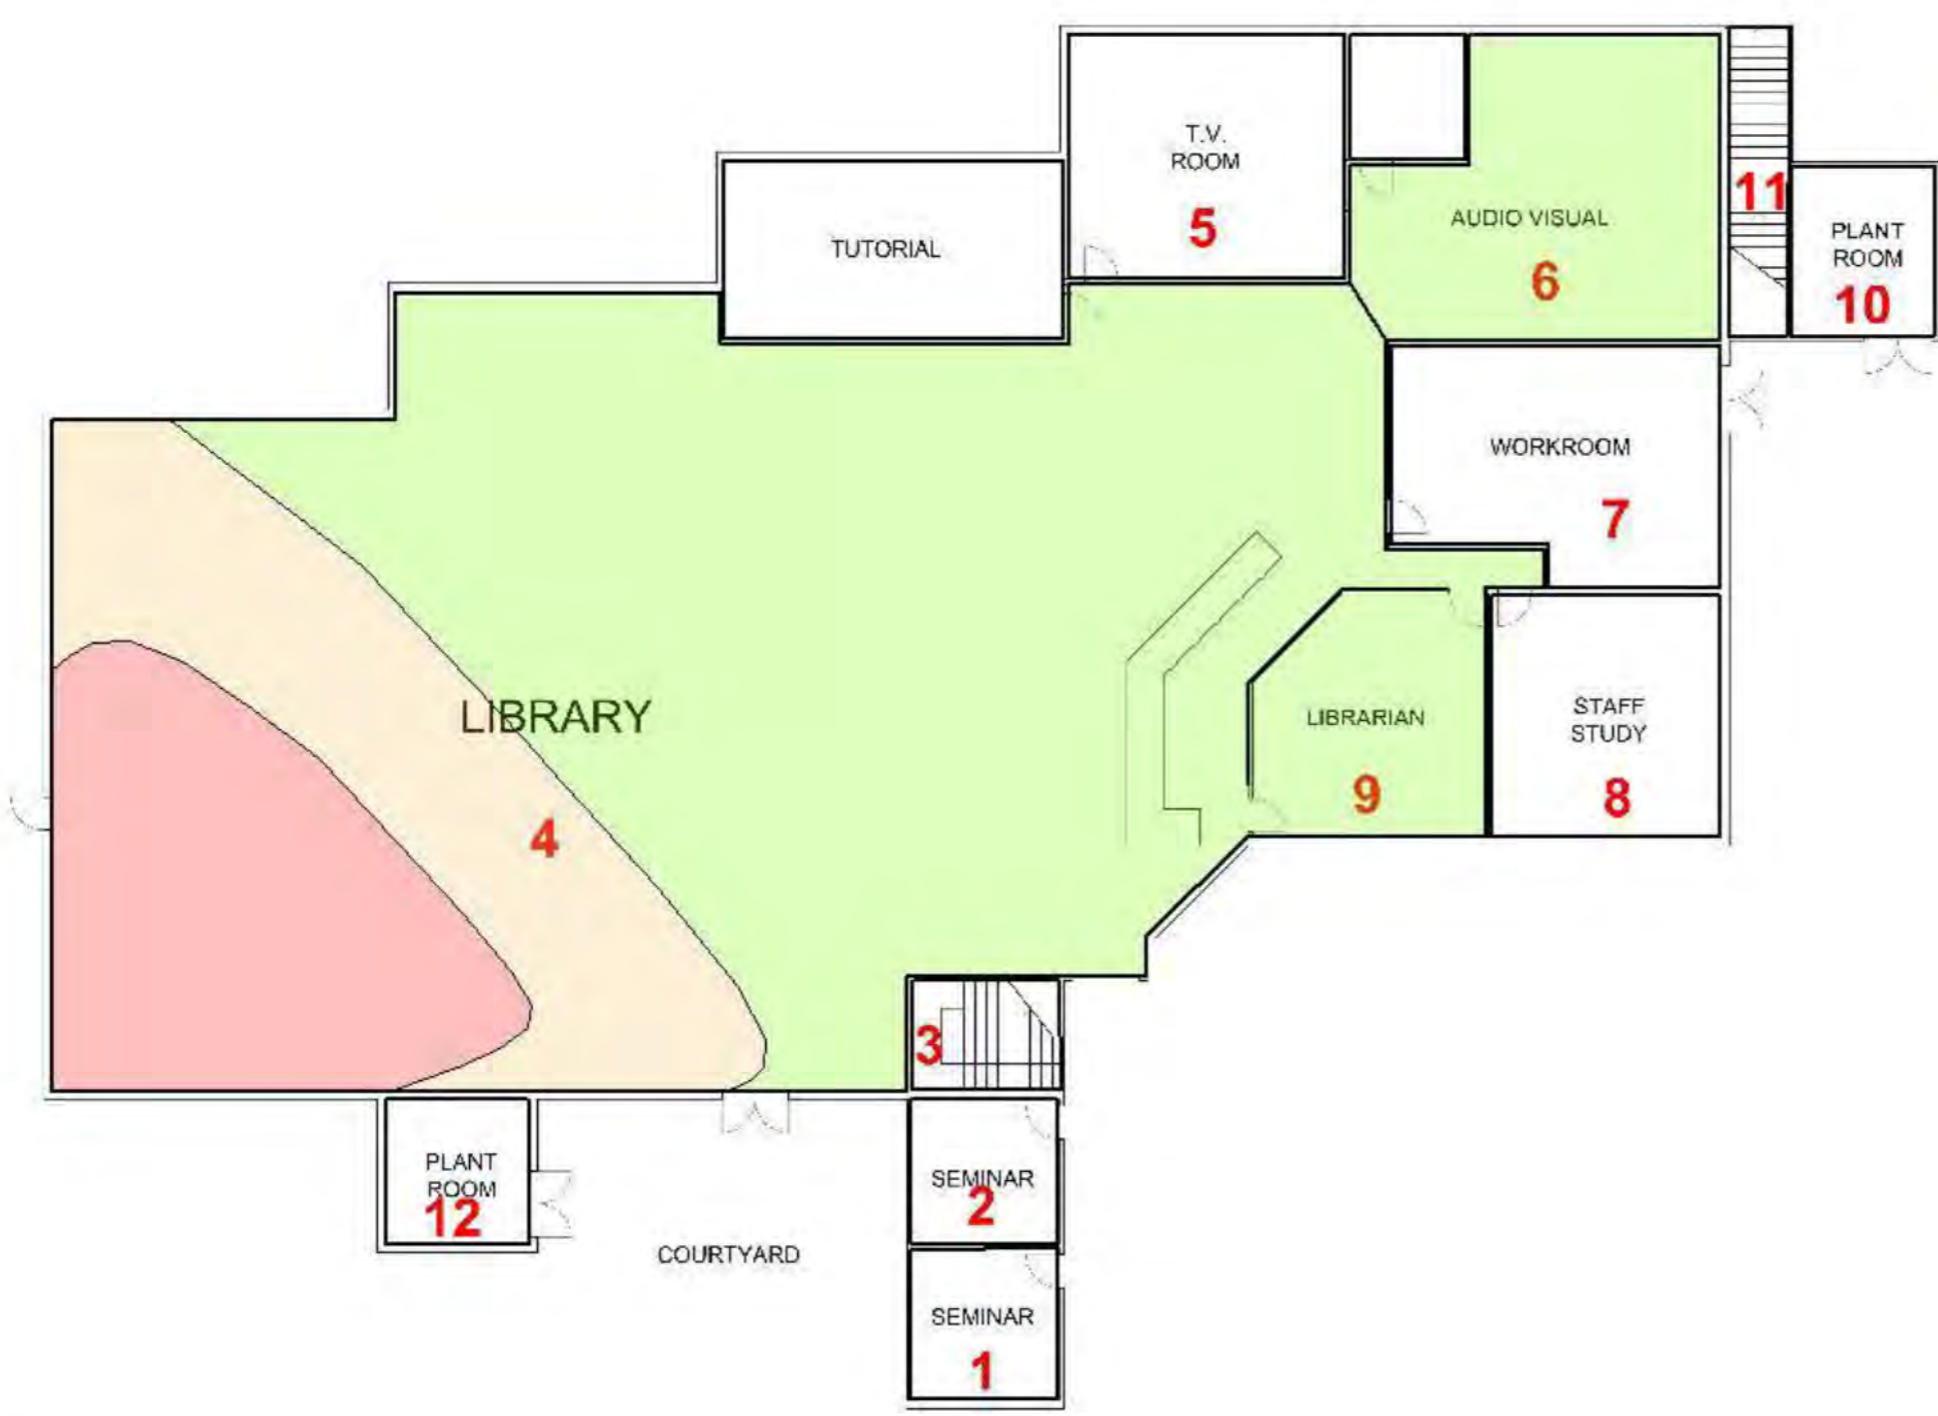 T.V.
ROOM
5
TUTORIAL
AUDIO VISUAL
6
11
PLANT
ROOM
10
WORKROOM
7
LIBRARY
4
LIBRARIAN
9
STAFF
STUDY
8
3
PLANT
ROOM
12
SEMINAR
2
COURTYARD
SEMINAR
1